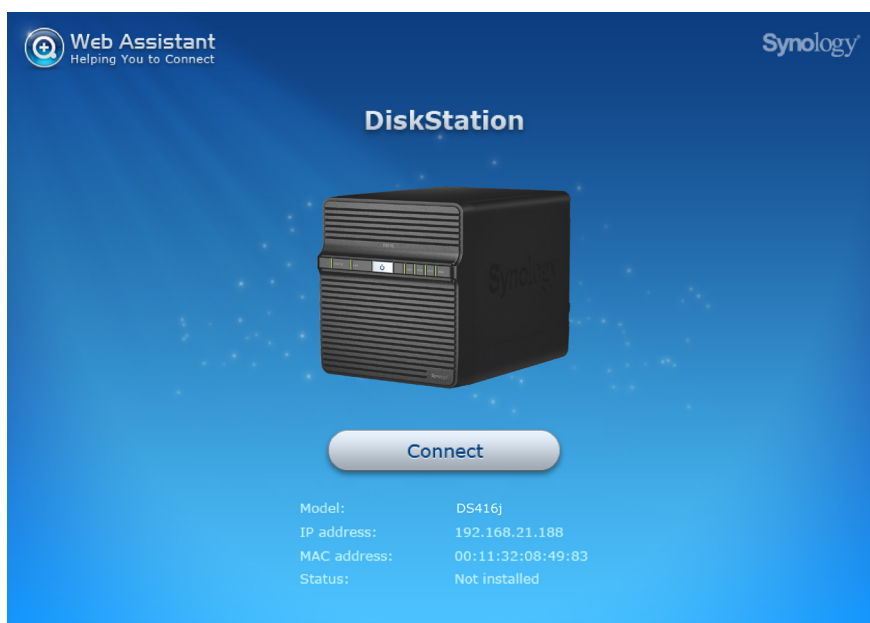 Web Assistant
Helping You to Connect
Synology
DiskStation
Synology
Connect
Model: DS416j
IP address: 192.168.21.188
MAC address: 00:11:32:08:49:83
Status: Not installed